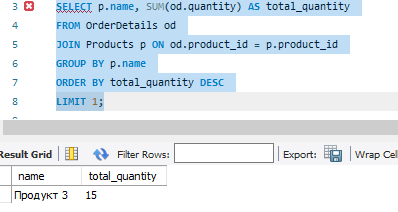 3 SELECT p.name, SUM(od.quantity) AS total_quantity
4 FROM OrderDetails od
5 JOIN Products p ON od.product_id = p.product_id
6 GROUP BY p.name
7 ORDER BY total_quantity DESC
8 LIMIT 1;
Result Grid Filter Rows: Export: Wrap Cel
name total_quantity
Продукт 3 15